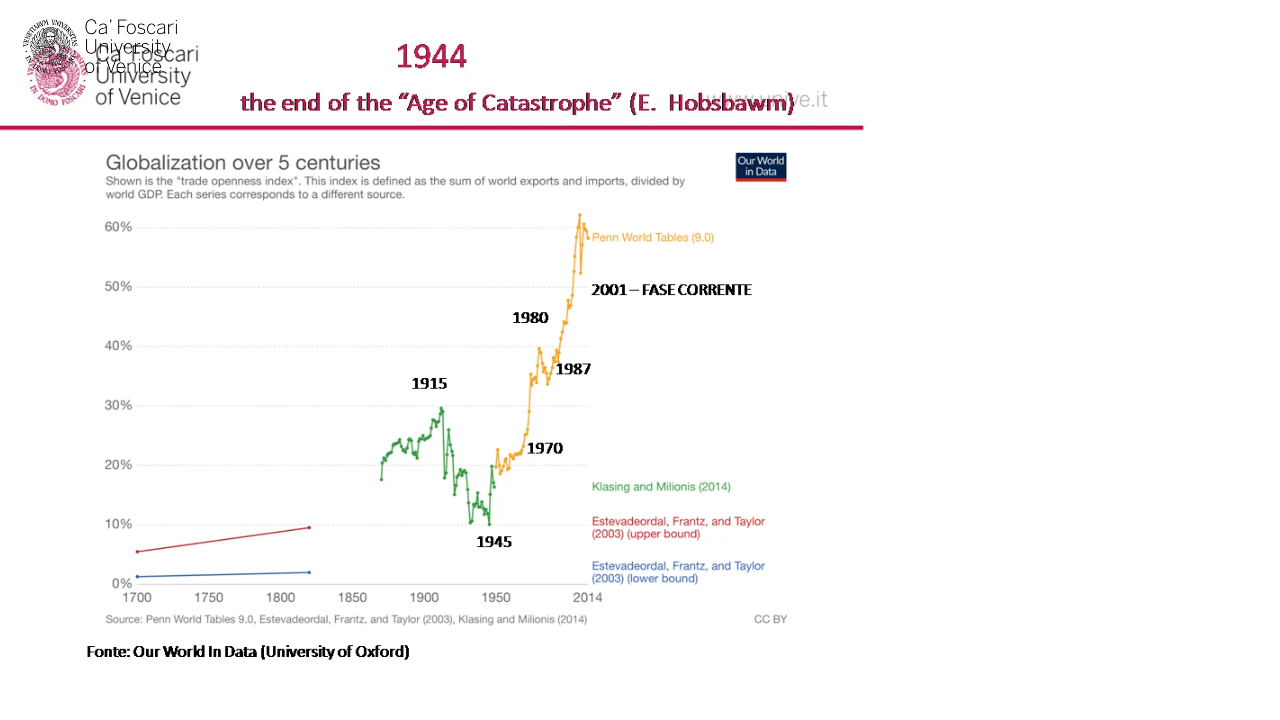 Ca' Foscari
University
of Venice
Ca' Foscari
University
of Venice
1944
the end of the “Age of Catastrophe” (E. Hobsbawm)
www.unive.it
Globalization over 5 centuries
Our World
in Data
Shown is the "trade openness index". This index is defined as the sum of world exports and imports, divided by
world GDP. Each series corresponds to a different source.
60%
Penn World Tables (9.0)
50%
2001 – FASE CORRENTE
1980
40%
1987
1915
30%
1970
20%
Klasing and Milionis (2014)
10%
Estevadeordal, Frantz, and Taylor
(2003) (upper bound)
1945
Estevadeordal, Frantz, and Taylor
(2003) (lower bound)
0%
1700 1750 1800 1850 1900 1950 2014
Source: Penn World Tables 9.0, Estevadeordal, Frantz, and Taylor (2003), Klasing and Milionis (2014)
CC BY
Fonte: Our World In Data (University of Oxford)